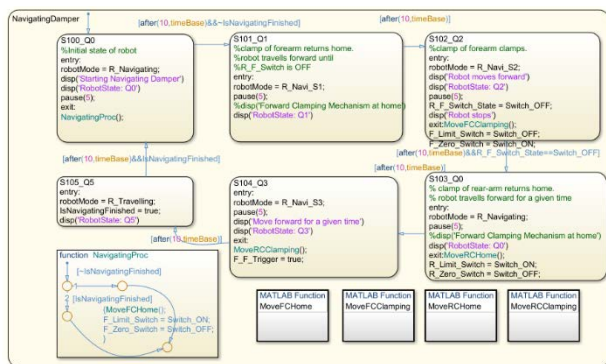 NavigatingDamper
[after(10,timeBase)&&~IsNavigatingFinished]
[after(10,timeBase)]
S100_Q0
%Initial state of robot
entry:
robotMode = R_Navigating;
disp('Starting Navigating Damper')
disp('RobotState: Q0')
pause(5);
exit:
NavigatingProc();
S101_Q1
%clamp of forearm returns home.
%robot travells forward until
%R_F_Switch is OFF
entry:
robotMode = R_Navi_S1;
pause(5);
%disp('Forward Clamping Mechanism at home')
disp('RobotState: Q1')
S102_Q2
%clamp of forearm clamps.
entry:
robotMode = R_Navi_S2;
disp('Robot moves forward')
disp('RobotState: Q2')
pause(5);
R_F_Switch_State = Switch_OFF;
disp('Robot stops')
exit:MoveFCClamping();
F_Limit_Switch = Switch_OFF;
F_Zero_Switch = Switch_ON;
[after(10,timeBase)&&IsNavigatingFinished]
[after(10,timeBase)&&R_F_Switch_State==Switch_OFF]
S105_Q5
entry:
robotMode = R_Travelling;
IsNavigatingFinished = true;
disp('RobotState: Q5')
[after(10,timeBase)]
S104_Q3
entry:
robotMode = R_Navi_S3;
pause(5);
disp('Move forward for a given time')
disp('RobotState: Q3')
exit:
MoveRCClamping();
F_F_Trigger = true;
[after(10,timeBase)]
S103_Q0
% clamp of rear-arm returns home.
% robot travells forward for a given time
entry:
robotMode = R_Navigating;
pause(5);
%disp('Forward Clamping Mechanism at home')
disp('RobotState: Q0')
exit:MoveRCHome();
R_Limit_Switch = Switch_ON;
R_Zero_Switch = Switch_OFF;
function NavigatingProc
[~IsNavigatingFinished]
1
2 [IsNavigatingFinished]
{MoveFCHome();
F_Limit_Switch = Switch_ON;
F_Zero_Switch = Switch_OFF;
}
MATLAB Function
MoveFCHome
MATLAB Function
MoveFCClamping
MATLAB Function
MoveRCHome
MATLAB Function
MoveRCClamping